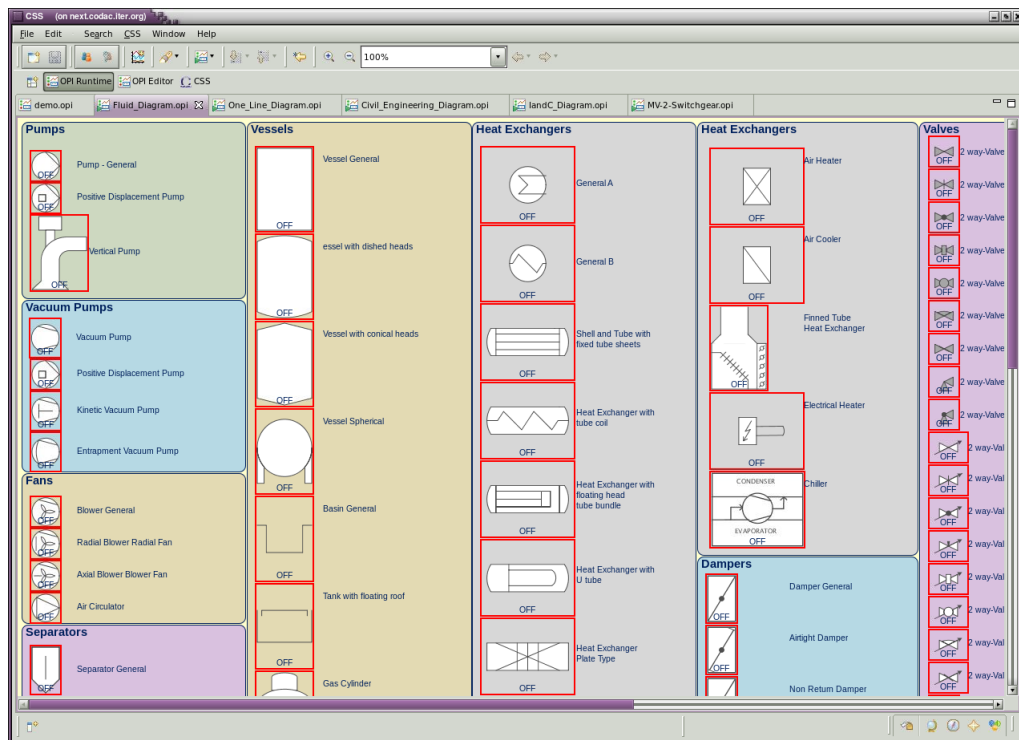 CSS (on next.codac.iter.org)
File Edit Search CSS Window Help
100%
OPI Runtime OPI Editor CSS
demo.opi Fluid_Diagram.opi One_Line_Diagram.opi Civil_Engineering_Diagram.opi IandC_Diagram.opi MV-2-Switchgear.opi
Pumps
OFF Pump - General
OFF Positive Displacement Pump
OFF Vertical Pump
Vacuum Pumps
OFF Vacuum Pump
OFF Positive Displacement Pump
OFF Kinetic Vacuum Pump
OFF Entrapment Vacuum Pump
Fans
OFF Blower General
OFF Radial Blower Radial Fan
OFF Axial Blower Blower Fan
OFF Air Circulator
Separators
OFF Separator General
Vessels
OFF Vessel General
OFF essel with dished heads
OFF Vessel with conical heads
OFF Vessel Spherical
OFF Basin General
OFF Tank with floating roof
Gas Cylinder
Heat Exchangers
OFF General A
OFF General B
Shell and Tube with
fixed tube sheets
OFF
Heat Exchanger with
tube coil
OFF
Heat Exchanger with
floating head
tube bundle
OFF
Heat Exchanger with
U tube
OFF
Heat Exchanger
Plate Type
OFF
Heat Exchangers
Air Heater
OFF
Air Cooler
OFF
Finned Tube
Heat Exchanger
OFF
Electrical Heater
OFF
Chiller
CONDENSER
EVAPORATOR
OFF
Dampers
Damper General
OFF
Airtight Damper
OFF
Non Return Damper
Valves
2 way-Valve
OFF
2 way-Valve
OFF
2 way-Valve
OFF
2 way-Valve
OFF
2 way-Valve
OFF
2 way-Valve
OFF
2 way-Valve
OFF
2 way-Valve
OFF
2 way-Valve
OFF
2 way-Val
OFF
2 way-Val
OFF
2 way-Val
OFF
2 way-Val
OFF
2 way-Val
OFF
2 way-Val
OFF
2 way-Val
OFF
2 way-Val
OFF